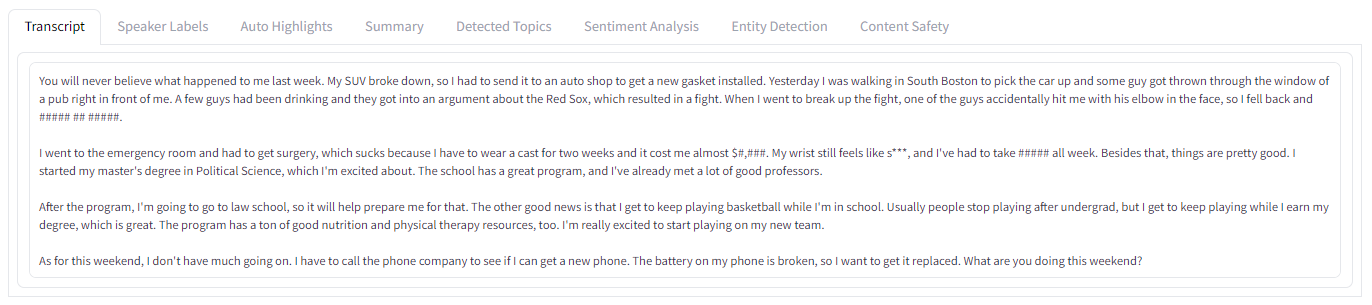 Transcript Speaker Labels Auto Highlights Summary Detected Topics Sentiment Analysis Entity Detection Content Safety
You will never believe what happened to me last week. My SUV broke down, so I had to send it to an auto shop to get a new gasket installed. Yesterday I was walking in South Boston to pick the car up and some guy got thrown through the window of
a pub right in front of me. A few guys had been drinking and they got into an argument about the Red Sox, which resulted in a fight. When I went to break up the fight, one of the guys accidentally hit me with his elbow in the face, so I fell back and
##### ## #####.
I went to the emergency room and had to get surgery, which sucks because I have to wear a cast for two weeks and it cost me almost $#,###. My wrist still feels like s***, and I've had to take ##### all week. Besides that, things are pretty good. I
started my master's degree in Political Science, which I'm excited about. The school has a great program, and I've already met a lot of good professors.
After the program, I'm going to go to law school, so it will help prepare me for that. The other good news is that I get to keep playing basketball while I'm in school. Usually people stop playing after undergrad, but I get to keep playing while I earn my
degree, which is great. The program has a ton of good nutrition and physical therapy resources, too. I'm really excited to start playing on my new team.
As for this weekend, I don't have much going on. I have to call the phone company to see if I can get a new phone. The battery on my phone is broken, so I want to get it replaced. What are you doing this weekend?